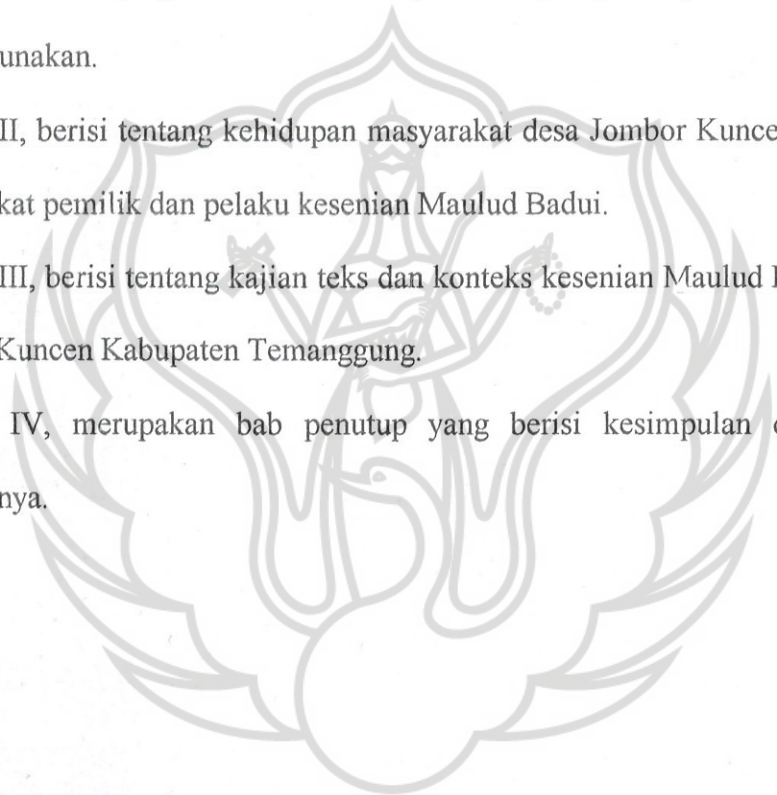 unakan.
II, berisi tentang kehidupan masyarakat desa Jombor Kunce
kat pemilik dan pelaku kesenian Maulud Badui.
III, berisi tentang kajian teks dan konteks kesenian Maulud
Kuncen Kabupaten Temanggung.
IV, merupakan bab penutup yang berisi kesimpulan
nya.